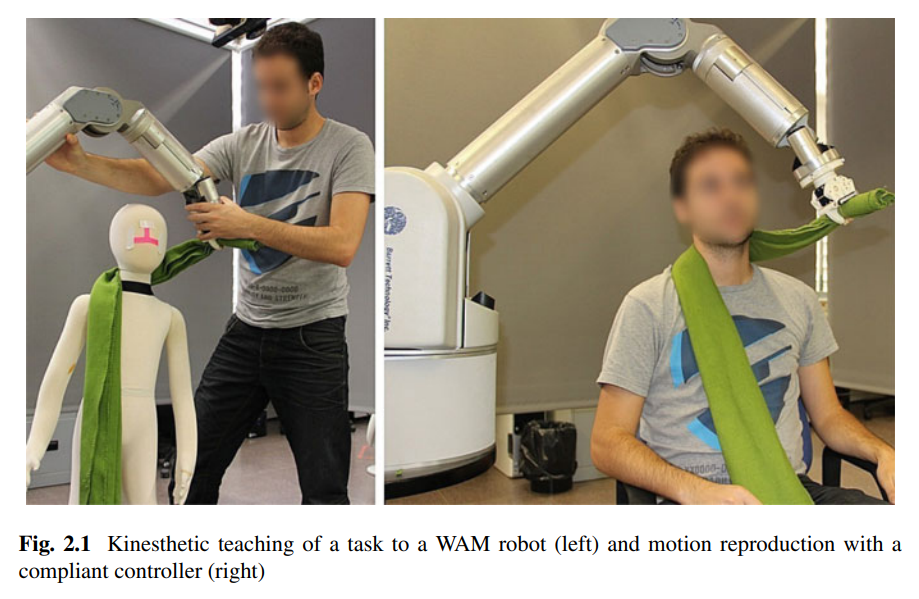 Barrett Technology Inc.
Fig. 2.1 Kinesthetic teaching of a task to a WAM robot (left) and motion reproduction with a
compliant controller (right)